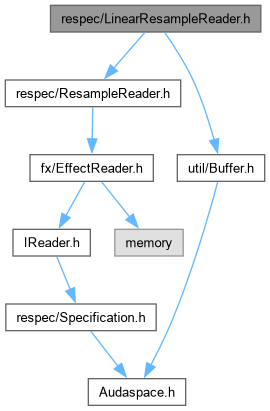 respec/LinearResampleReader.h
respec/ResampleReader.h
fx/EffectReader.h
util/Buffer.h
IReader.h
memory
respec/Specification.h
Audaspace.h